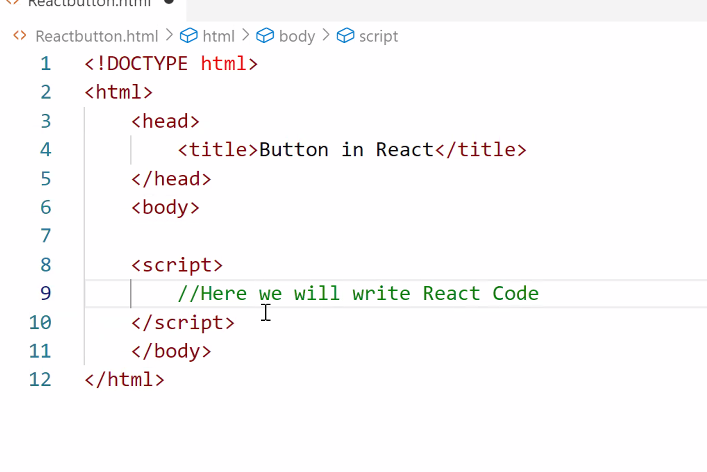 Reactbutton.html
Reactbutton.html > html > body > script
1 <!DOCTYPE html>
2 <html>
3 <head>
4 <title>Button in React</title>
5 </head>
6 <body>
7
8 <script>
9 //Here we will write React Code
10 </script>
11 </body>
12 </html>